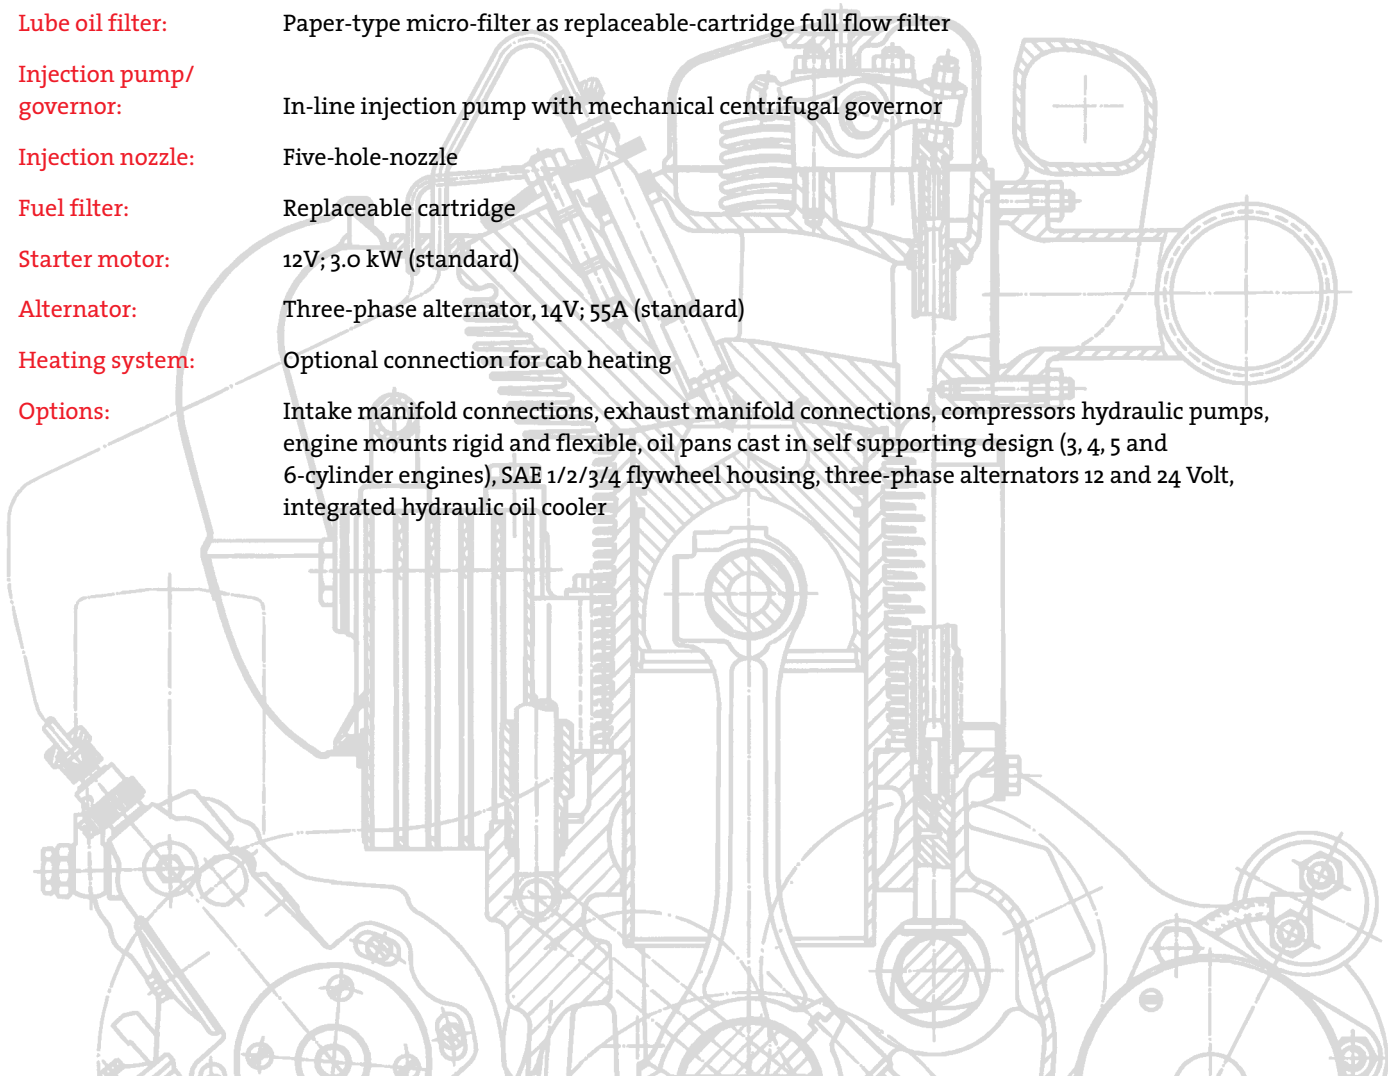 Lube oil filter: Paper-type micro-filter as replaceable-cartridge full flow filter
Injection pump/
governor: In-line injection pump with mechanical centrifugal governor
Injection nozzle: Five-hole-nozzle
Fuel filter: Replaceable cartridge
Starter motor: 12V; 3.0 kW (standard)
Alternator: Three-phase alternator, 14V; 55A (standard)
Heating system: Optional connection for cab heating
Options: Intake manifold connections, exhaust manifold connections, compressors hydraulic pumps,
engine mounts rigid and flexible, oil pans cast in self supporting design (3, 4, 5 and
6-cylinder engines), SAE 1/2/3/4 flywheel housing, three-phase alternators 12 and 24 Volt,
integrated hydraulic oil cooler